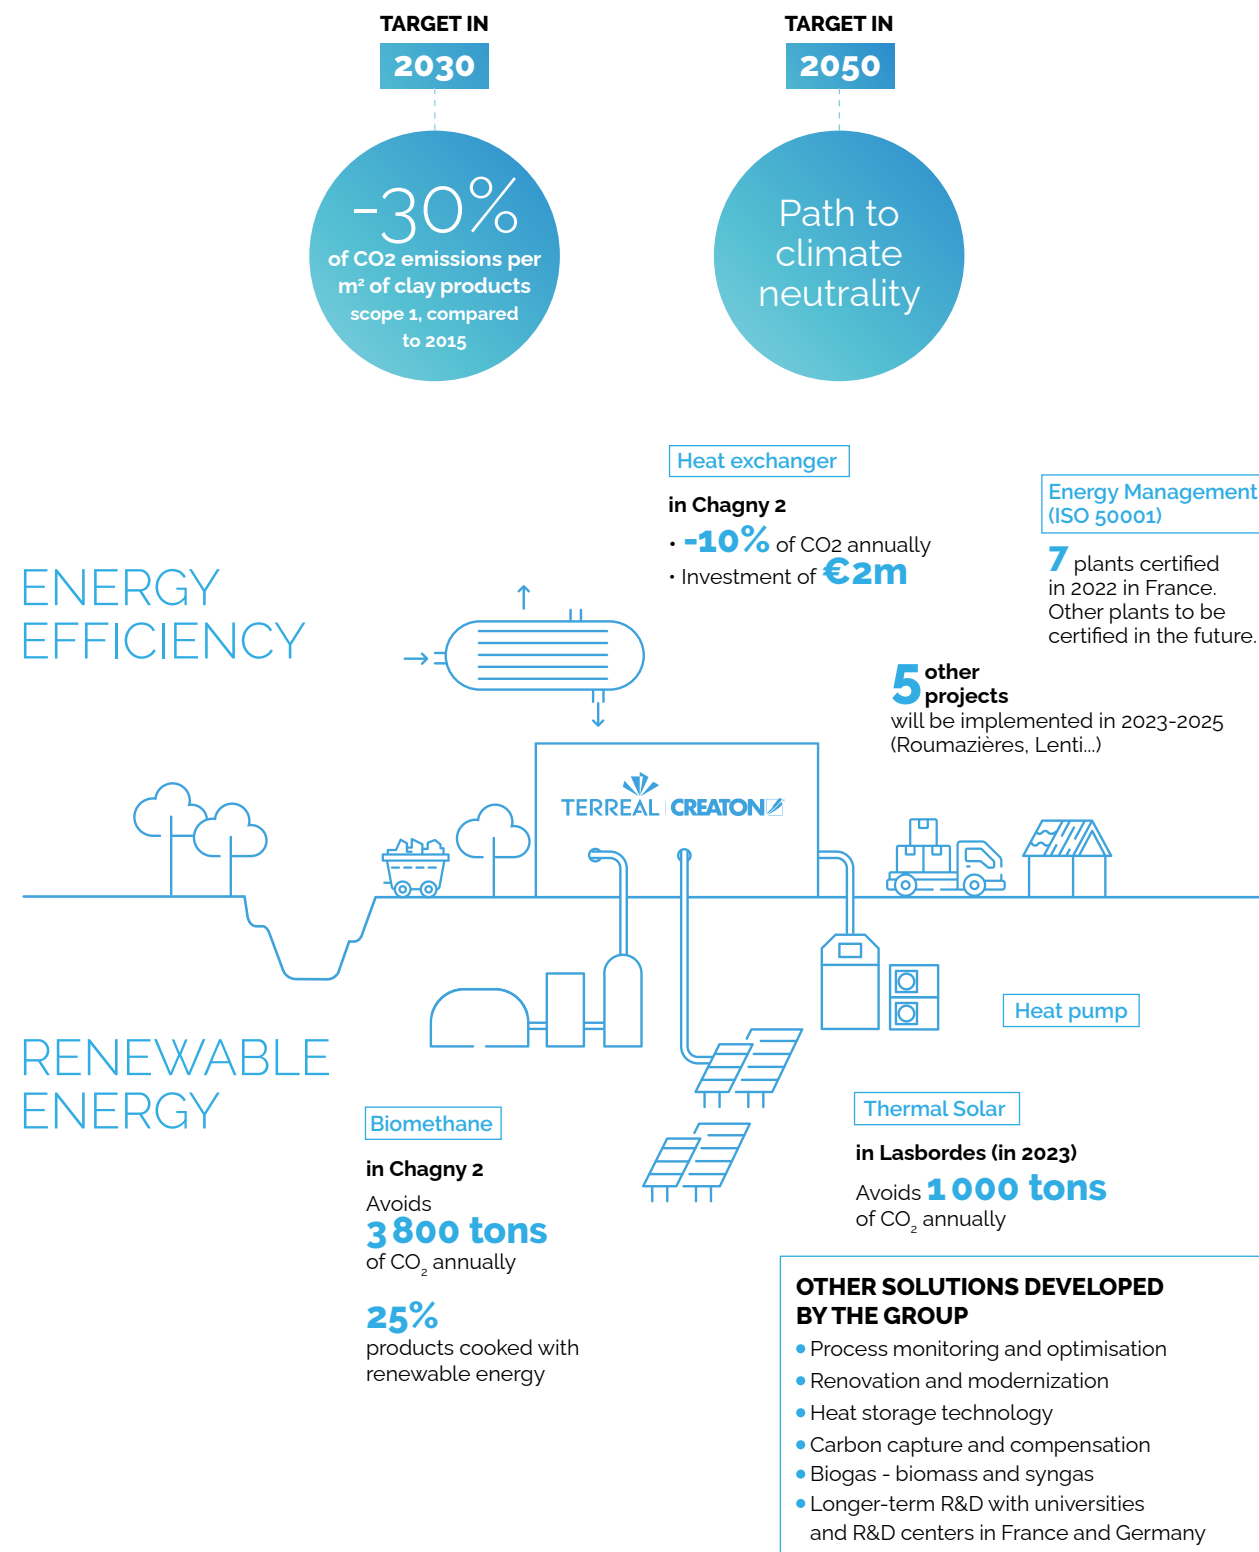 TARGET IN
2030
-30%
of CO2 emissions per
m² of clay products
scope 1, compared
to 2015
TARGET IN
2050
Path to
climate
neutrality
ENERGY
EFFICIENCY
Heat exchanger
in Chagny 2
• -10% of CO2 annually
• Investment of €2m
Energy Management
(ISO 50001)
7 plants certified
in 2022 in France.
Other plants to be
certified in the future.
5 other
projects
will be implemented in 2023-2025
(Roumazières, Lenti...)
TERREAL | CREATON
RENEWABLE
ENERGY
Heat pump
Biomethane
in Chagny 2
Avoids
3 800 tons
of CO₂ annually
25%
products cooked with
renewable energy
Thermal Solar
in Lasbordes (in 2023)
Avoids 1 000 tons
of CO₂ annually
OTHER SOLUTIONS DEVELOPED
BY THE GROUP
• Process monitoring and optimisation
• Renovation and modernization
• Heat storage technology
• Carbon capture and compensation
• Biogas - biomass and syngas
• Longer-term R&D with universities
and R&D centers in France and Germany